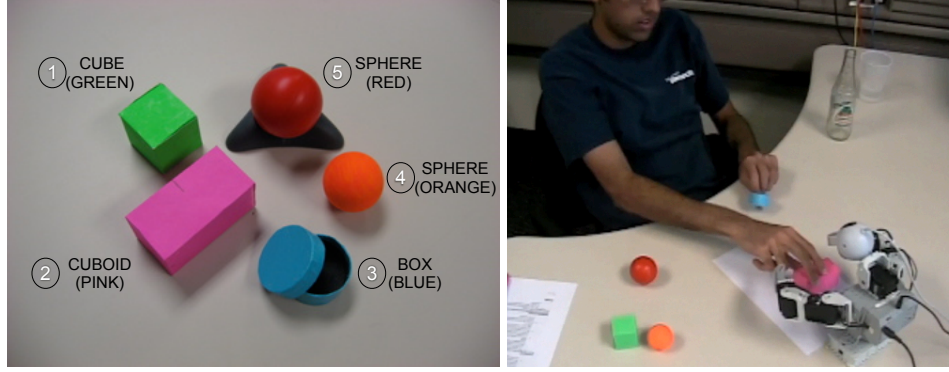 1 CUBE
(GREEN)
5 SPHERE
(RED)
4 SPHERE
(ORANGE)
2 CUBOID
(PINK)
3 BOX
(BLUE)